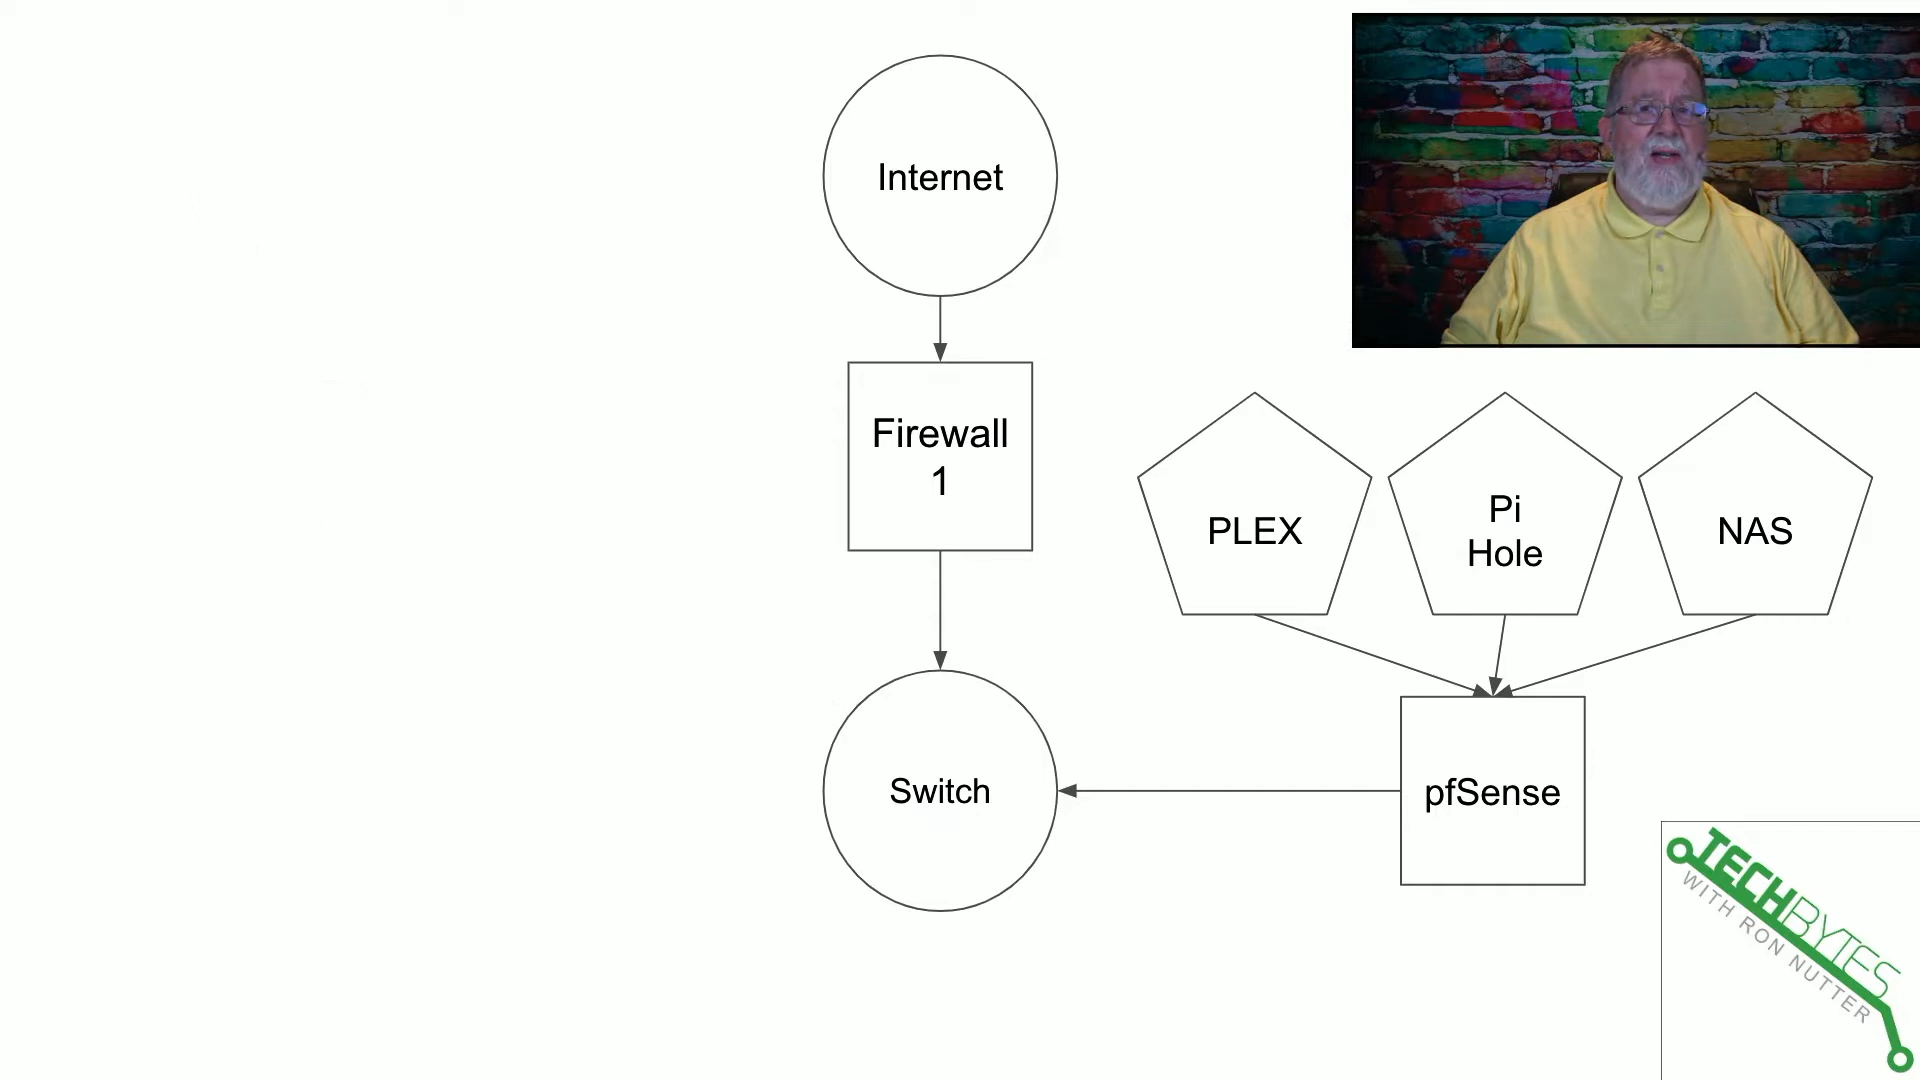 Internet
Firewall
1
PLEX
Pi
Hole
NAS
Switch
pfSense
TECHBYTES
WITH RON NUTTER